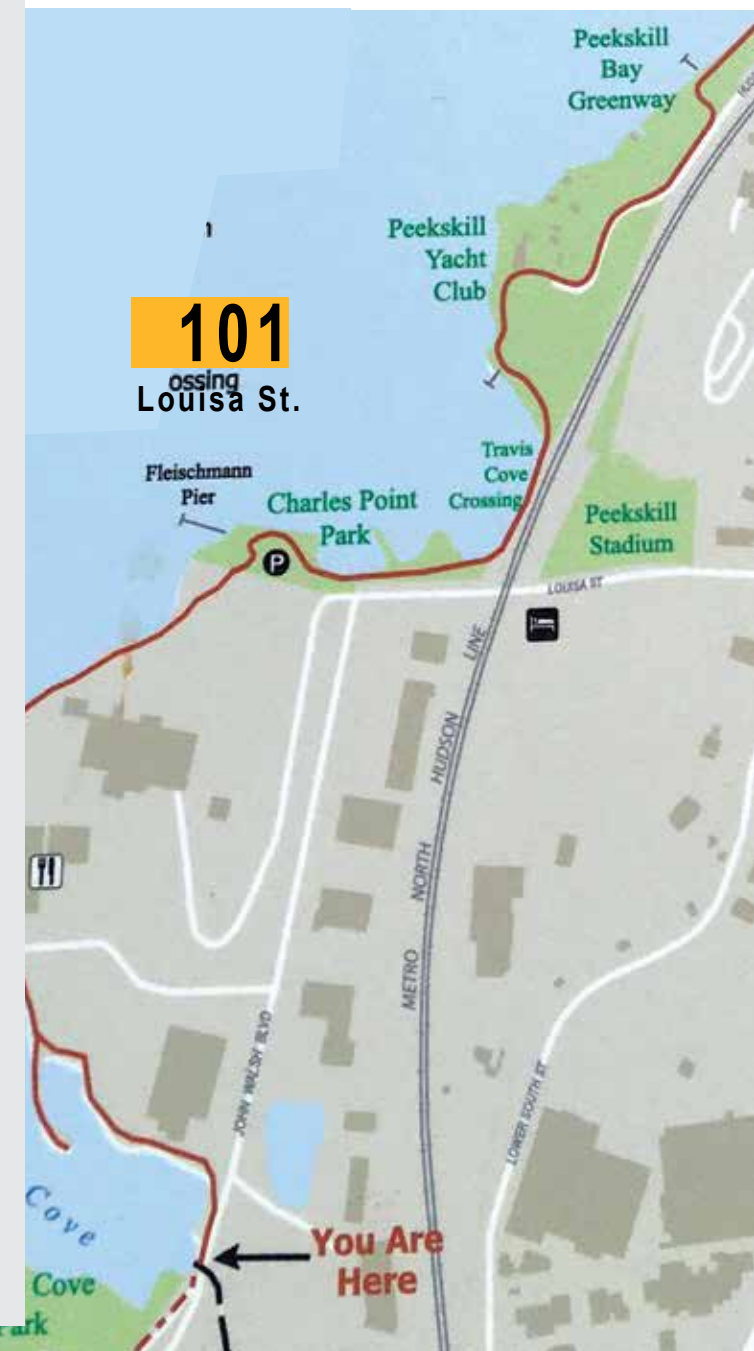 Peekskill
Bay
Greenway
Peekskill
Yacht
Club
101
ossing
Louisa St.
Fleischmann
Pier
Charles Point
Park
Travis
Cove
Crossing
Peekskill
Stadium
P
LOUISA ST
METRO NORTH HUDSON LINE
JOHN WALSH BLVD
LOWER SOUTH ST
Cove
You Are
Here
Cove
Park